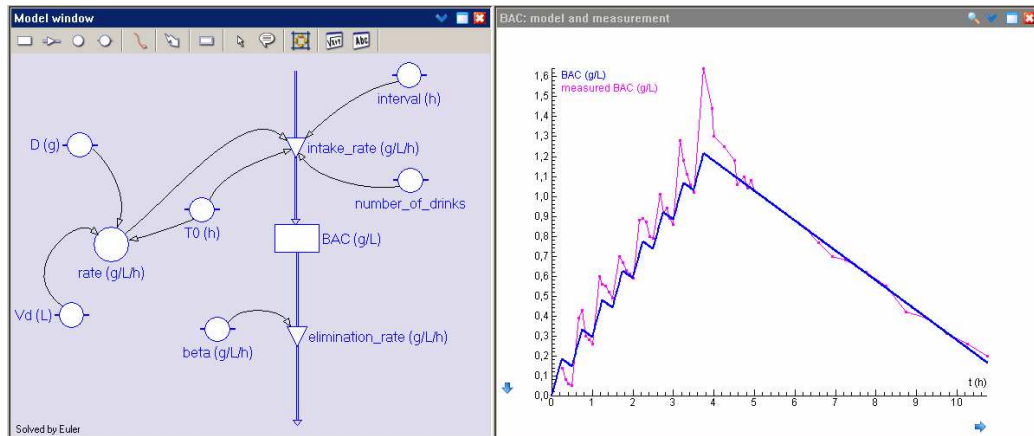 Model window
√xyt
Abc
interval (h)
D (g)
intake_rate (g/L/h)
number_of_drinks
T0 (h)
BAC (g/L)
rate (g/L/h)
Vd (L)
beta (g/L/h)
elimination_rate (g/L/h)
Solved by Euler
BAC: model and measurement
BAC (g/L)
measured BAC (g/L)
1,6
1,5
1,4
1,3
1,2
1,1
1,0
0,9
0,8
0,7
0,6
0,5
0,4
0,3
0,2
0,1
0,0
t (h)
0 1 2 3 4 5 6 7 8 9 10